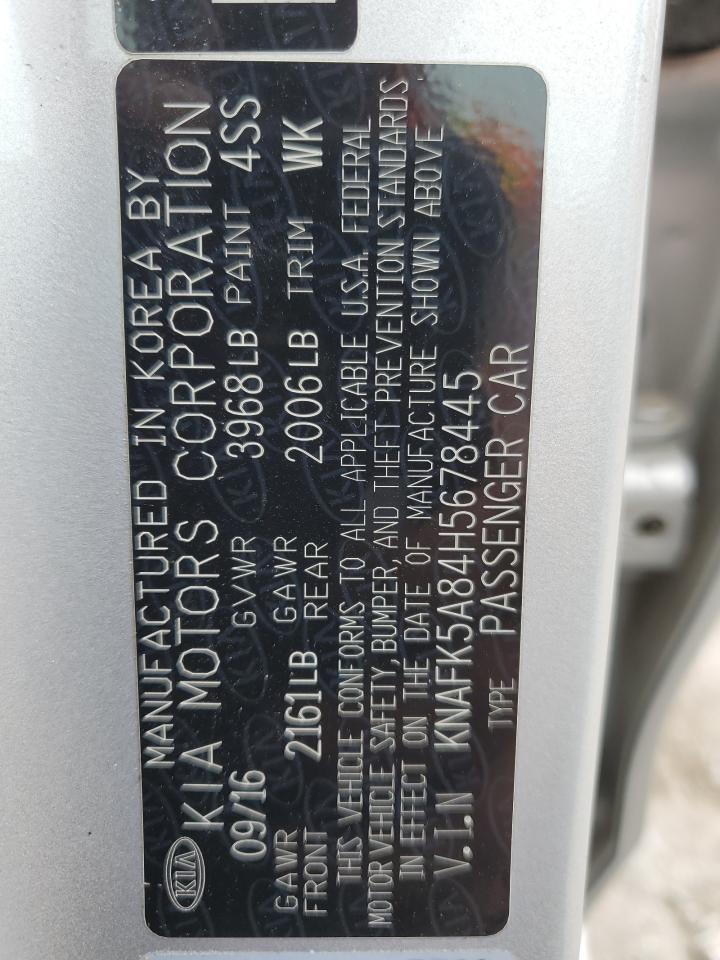 MANUFACTURED IN KOREA BY
KIA KIA MOTORS CORPORATION
09/16 GVWR 3968LB PAINT 4SS
GAWR FRONT 2161LB GAWR REAR 2006LB TRIM WK
THIS VEHICLE CONFORMS TO ALL APPLICABLE U.S.A. FEDERAL
MOTOR VEHICLE SAFETY, BUMPER, AND THEFT PREVENTION STANDARDS
IN EFFECT ON THE DATE OF MANUFACTURE SHOWN ABOVE
V.I.N KNAFK5A84H5678445
TYPE PASSENGER CAR